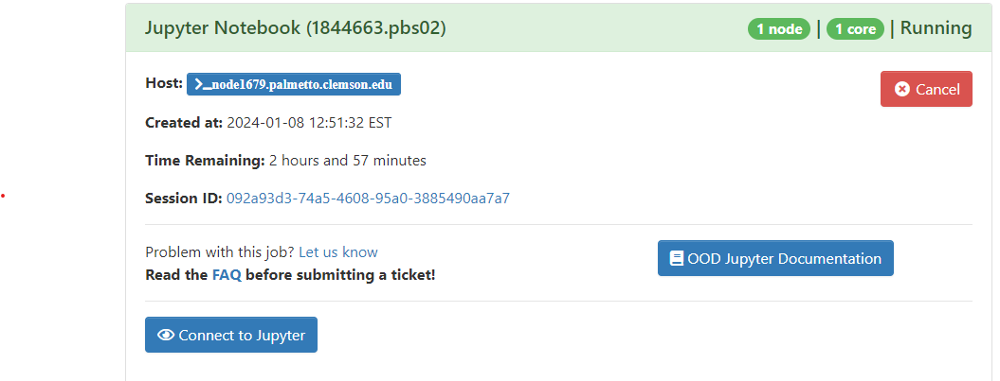 Jupyter Notebook (1844663.pbs02) 1 node | 1 core | Running
Host: >_node1679.palmetto.clemson.edu Cancel
Created at: 2024-01-08 12:51:32 EST
Time Remaining: 2 hours and 57 minutes
Session ID: 092a93d3-74a5-4608-95a0-3885490aa7a7
Problem with this job? Let us know
Read the FAQ before submitting a ticket!
OOD Jupyter Documentation
Connect to Jupyter